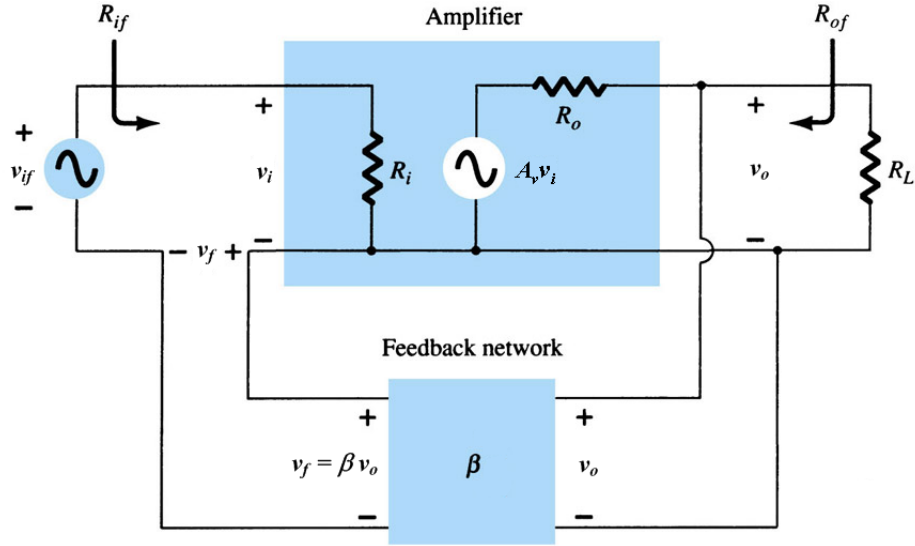 R_if
Amplifier
R_of
+
+
+
R_o
v_if
v_i
R_i
A_v v_i
v_o
R_L
−
−
−
− v_f +
Feedback network
+
+
v_f = β v_o
β
v_o
−
−